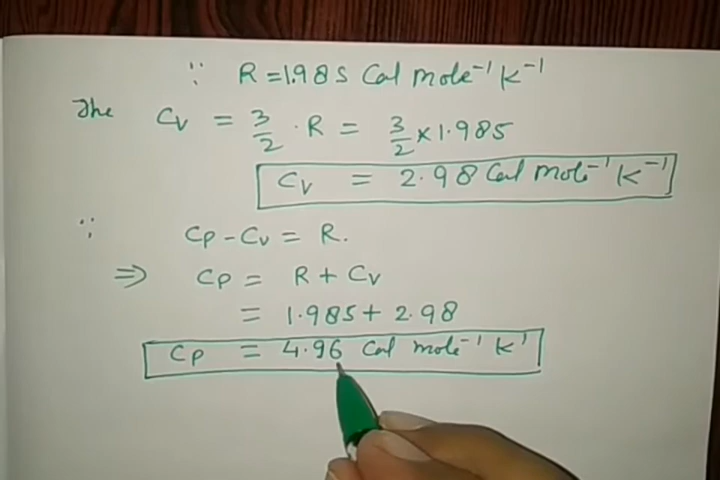 ∵ R = 1.985 Cal mole⁻¹ K⁻¹
The Cv = 3/2 · R = 3/2 × 1.985
Cv = 2.98 Cal mole⁻¹ K⁻¹
∵ Cp - Cv = R.
⇒ Cp = R + Cv
= 1.985 + 2.98
Cp = 4.96 Cal mole⁻¹ K⁻¹